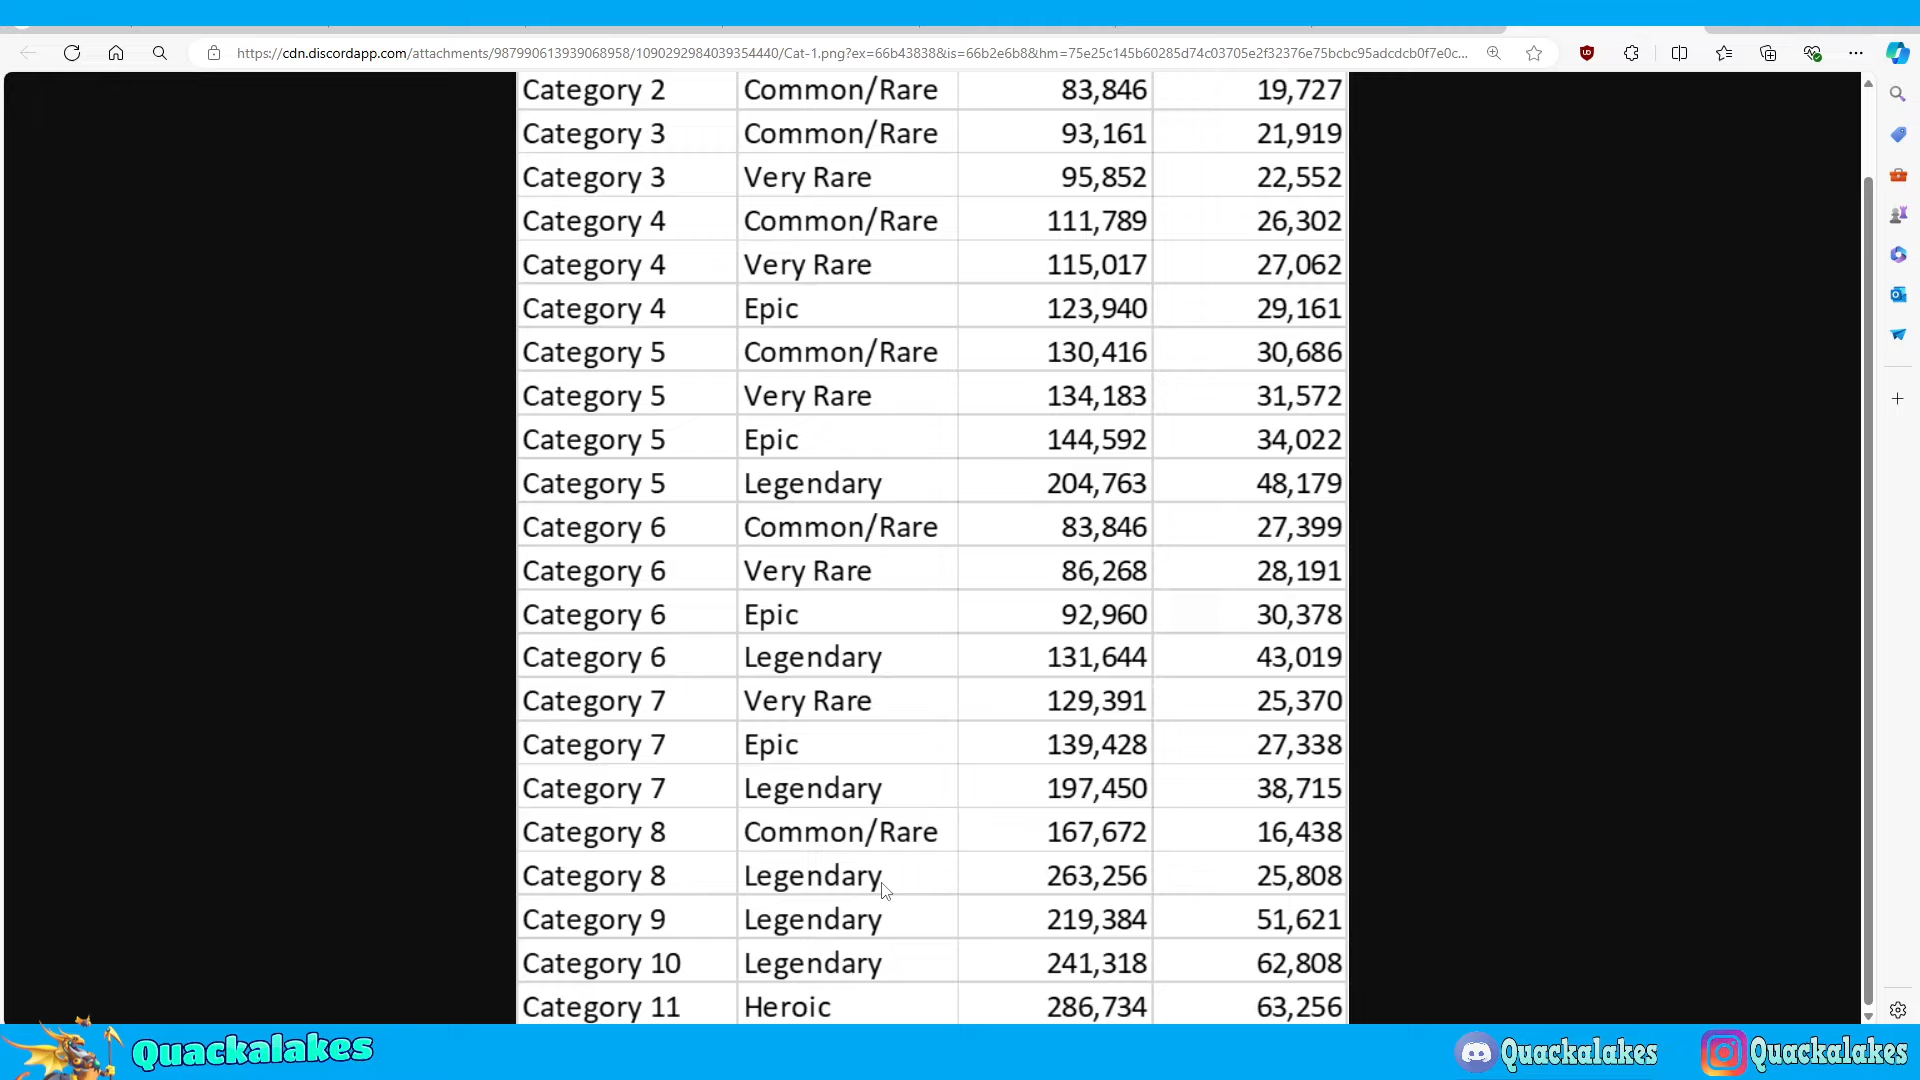 https://cdn.discordapp.com/attachments/987990613939068958/1090292984039354440/Cat-1.png?ex=66b43838&is=66b2e6b8&hm=75e25c145b60285d74c03705e2f32376e75bcbc95adcdcb0f7e0c...
Category 2 Common/Rare 83,846 19,727
Category 3 Common/Rare 93,161 21,919
Category 3 Very Rare 95,852 22,552
Category 4 Common/Rare 111,789 26,302
Category 4 Very Rare 115,017 27,062
Category 4 Epic 123,940 29,161
Category 5 Common/Rare 130,416 30,686
Category 5 Very Rare 134,183 31,572
Category 5 Epic 144,592 34,022
Category 5 Legendary 204,763 48,179
Category 6 Common/Rare 83,846 27,399
Category 6 Very Rare 86,268 28,191
Category 6 Epic 92,960 30,378
Category 6 Legendary 131,644 43,019
Category 7 Very Rare 129,391 25,370
Category 7 Epic 139,428 27,338
Category 7 Legendary 197,450 38,715
Category 8 Common/Rare 167,672 16,438
Category 8 Legendary 263,256 25,808
Category 9 Legendary 219,384 51,621
Category 10 Legendary 241,318 62,808
Category 11 Heroic 286,734 63,256
Quackalakes Quackalakes Quackalakes